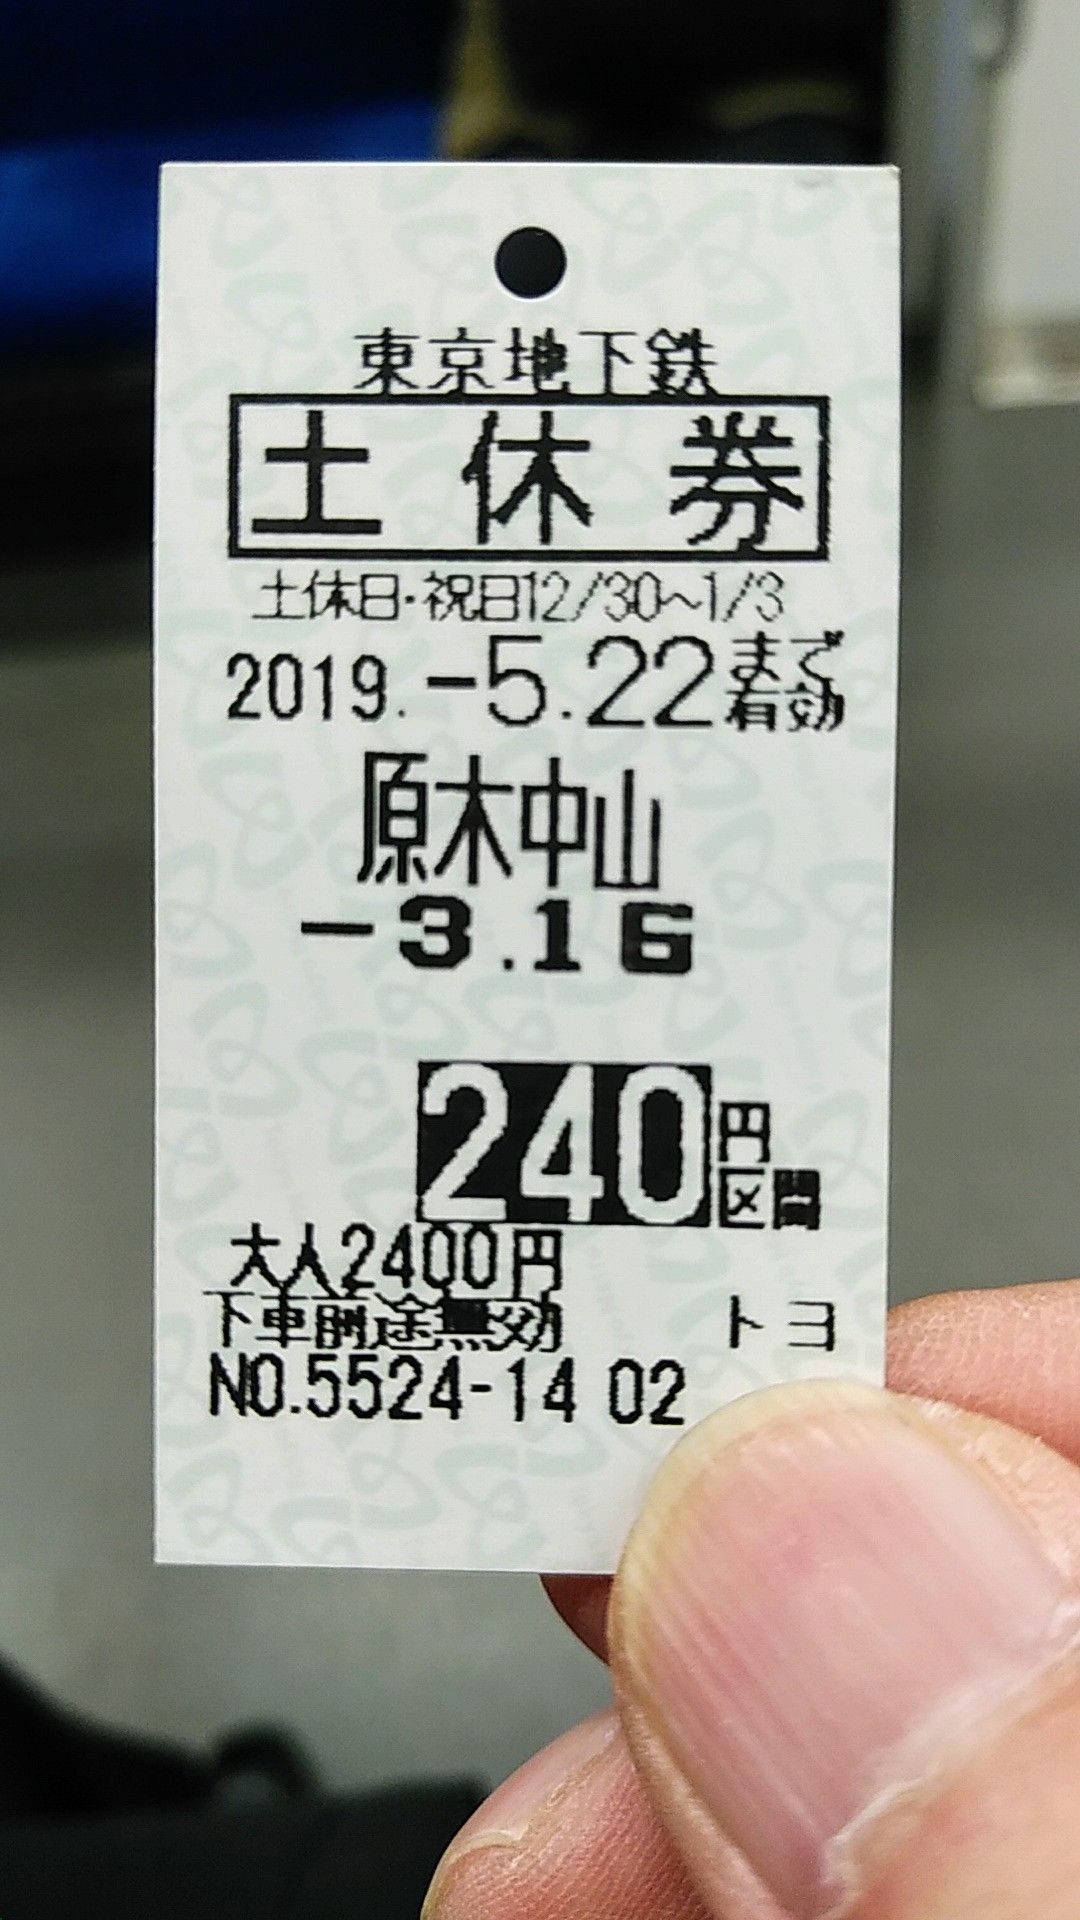 東京地下鉄
土休券
土休日・祝日12/30~1/3
2019.-5.22まで有効
原木中山
-3.16
240円区間
大人2400円
下車前途無効 トヨ
NO.5524-14 02